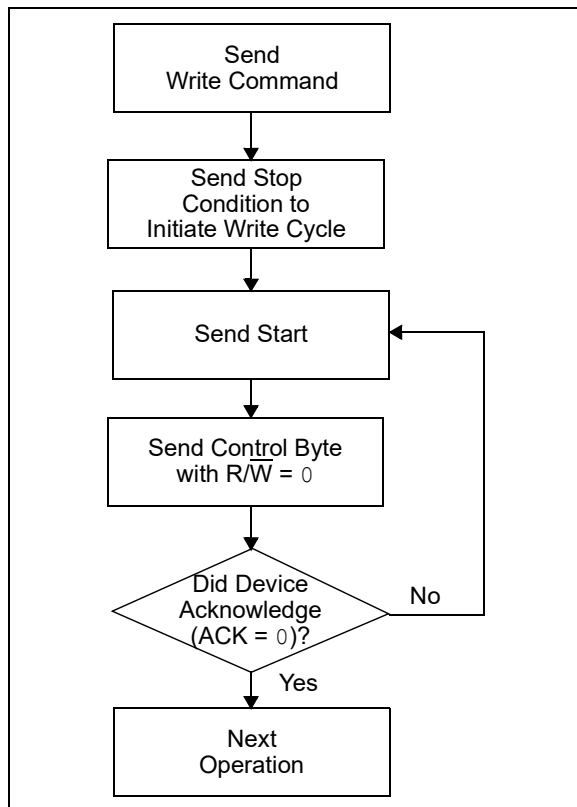 Send
Write Command
Send Stop
Condition to
Initiate Write Cycle
Send Start
Send Control Byte
with R/W̅ = 0
Did Device
Acknowledge
(ACK = 0)?
No
Yes
Next
Operation